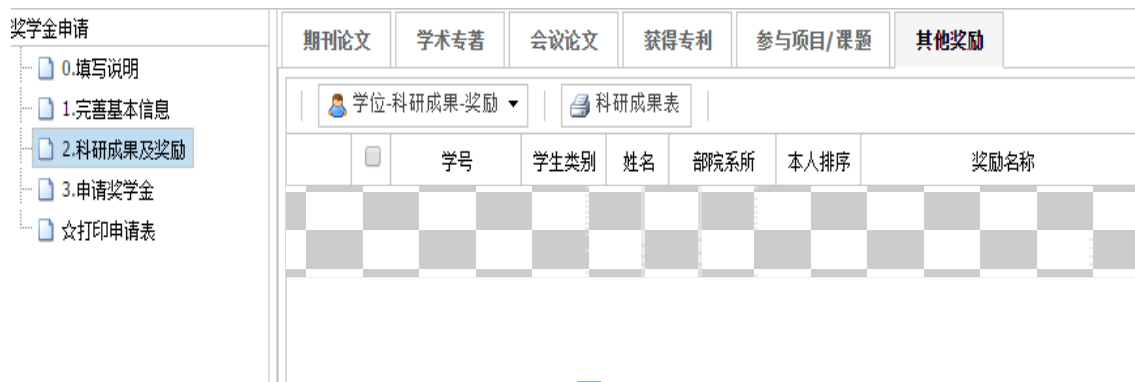 奖学金申请
0.填写说明
1.完善基本信息
2.科研成果及奖励
3.申请奖学金
☆打印申请表
期刊论文 学术专著 会议论文 获得专利 参与项目/课题 其他奖励
学位-科研成果-奖励 科研成果表
学号 学生类别 姓名 部院系所 本人排序 奖励名称